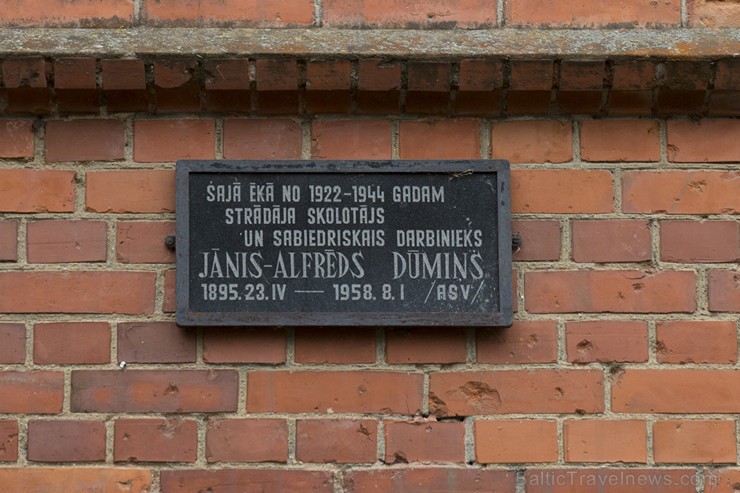 ŠAJĀ ĒKĀ NO 1922-1944 GADAM
STRĀDĀJA SKOLOTĀJS
UN SABIEDRISKAIS DARBINIEKS
JĀNIS-ALFRĒDS DŪMIŅŠ
1895.23.IV — 1958.8.I /ASV/
© BalticTravelnews.com